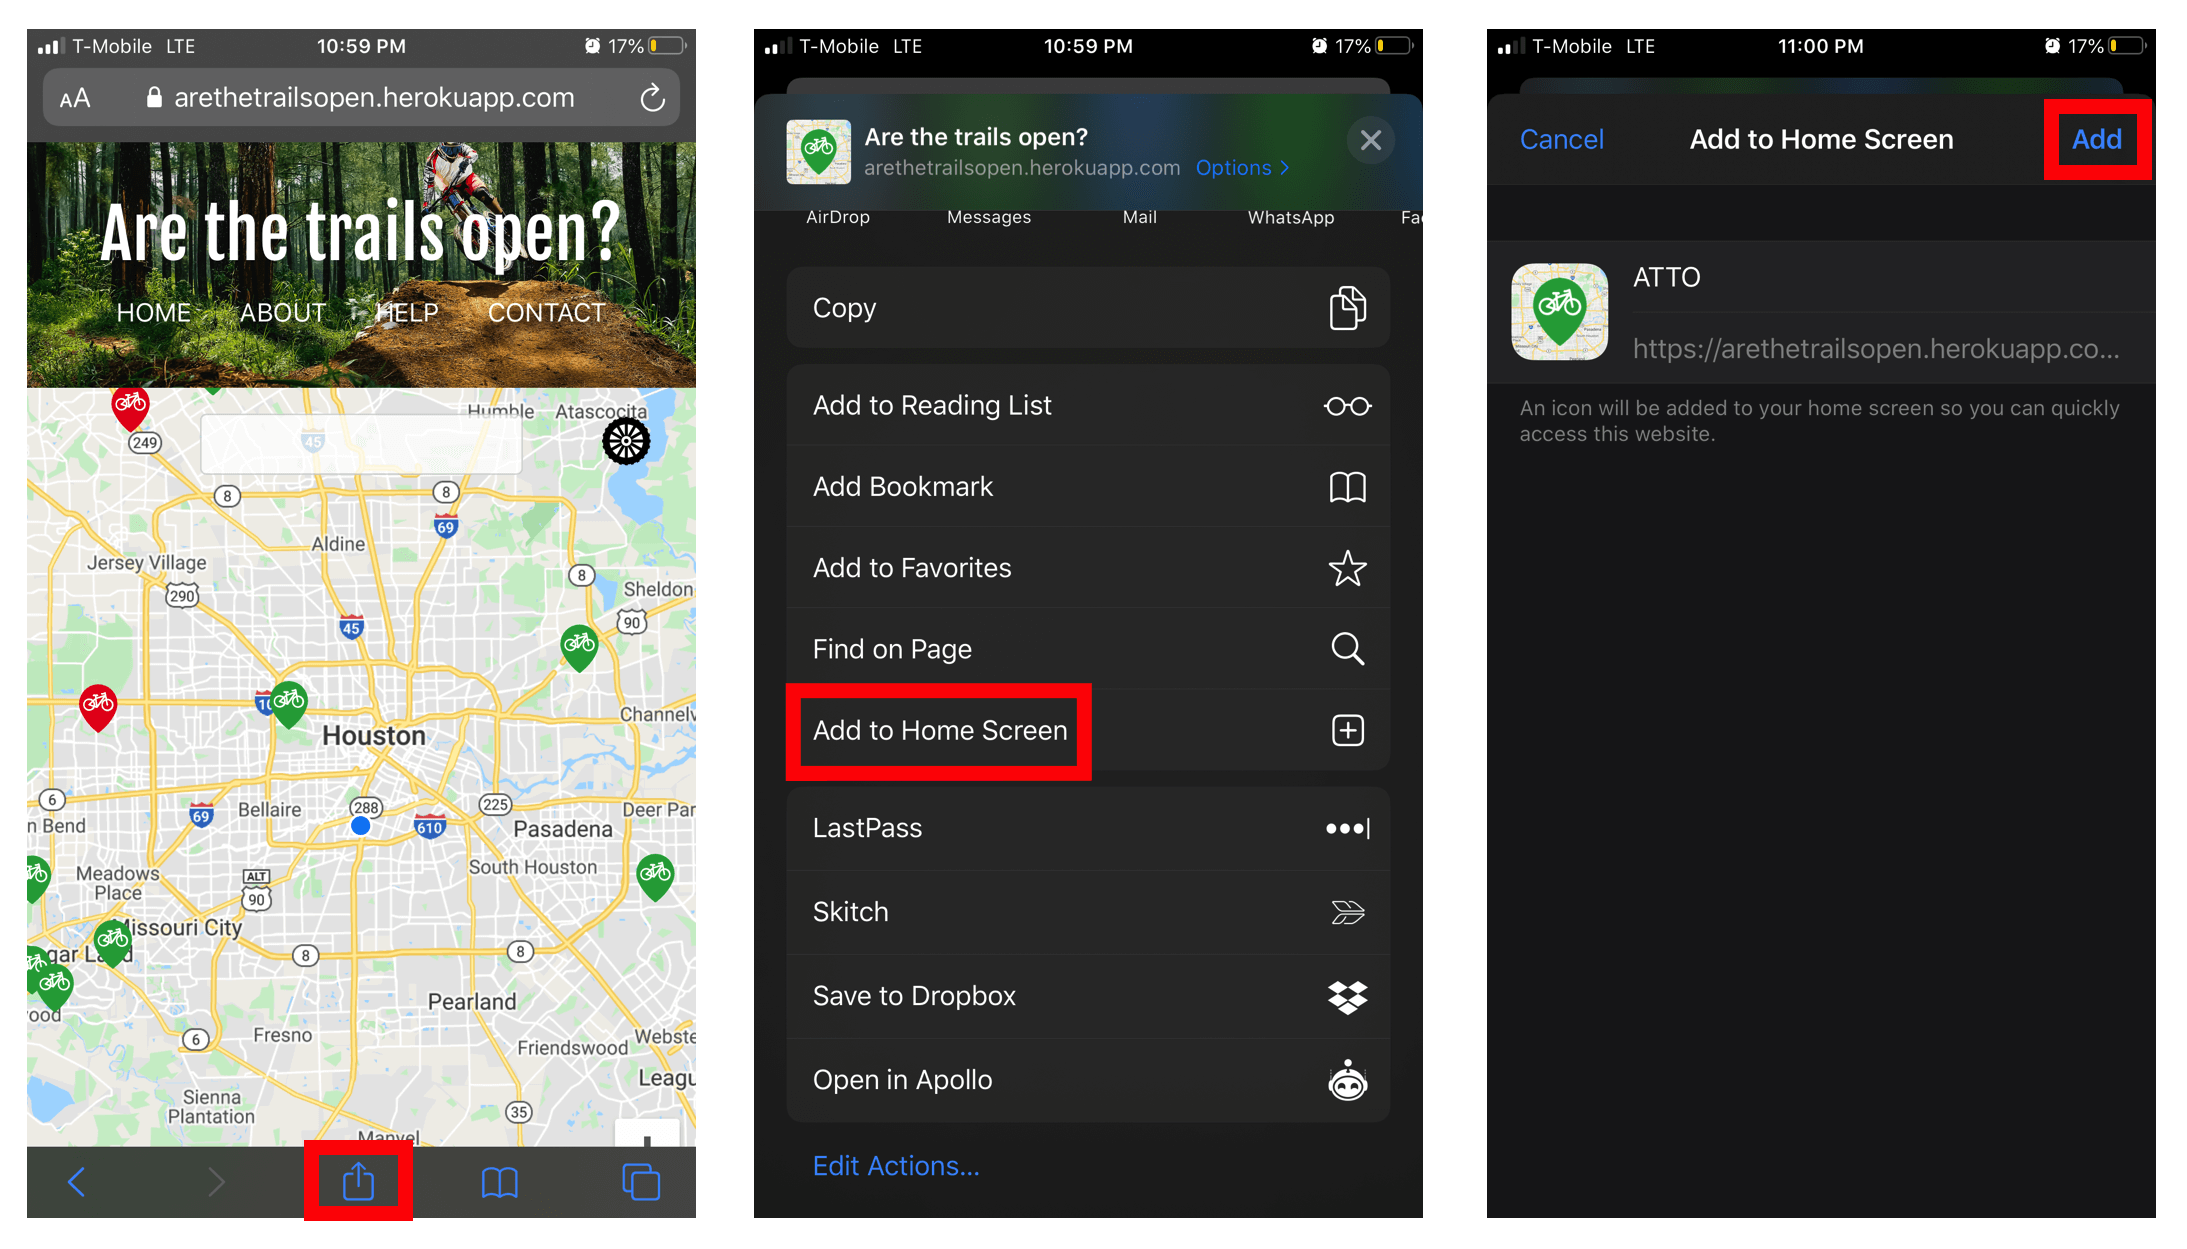 T-Mobile LTE 10:59 PM 17%
AA arethetrailsopen.herokuapp.com
Are the trails open?
HOME ABOUT HELP CONTACT
Humble Atascocita
249
45
8
8
69
Aldine
Jersey Village
290
8
Sheldon
90
45
10
Channelv
Houston
6
n Bend
69
Bellaire
288
225
610
Pasadena
Deer Par
South Houston
Meadows
Place
ALT
90
issouri City
gar La d
8
8
Pearland
ood
6
Fresno
Friendswood
Webste
Leagu
Sienna
Plantation
35
Manvel
T-Mobile LTE 10:59 PM 17%
Are the trails open?
arethetrailsopen.herokuapp.com Options >
AirDrop Messages Mail WhatsApp Fac
Copy
Add to Reading List
Add Bookmark
Add to Favorites
Find on Page
Add to Home Screen
LastPass
Skitch
Save to Dropbox
Open in Apollo
Edit Actions...
T-Mobile LTE 11:00 PM 17%
Cancel Add to Home Screen Add
ATTO
https://arethetrailsopen.herokuapp.co...
An icon will be added to your home screen so you can quickly
access this website.